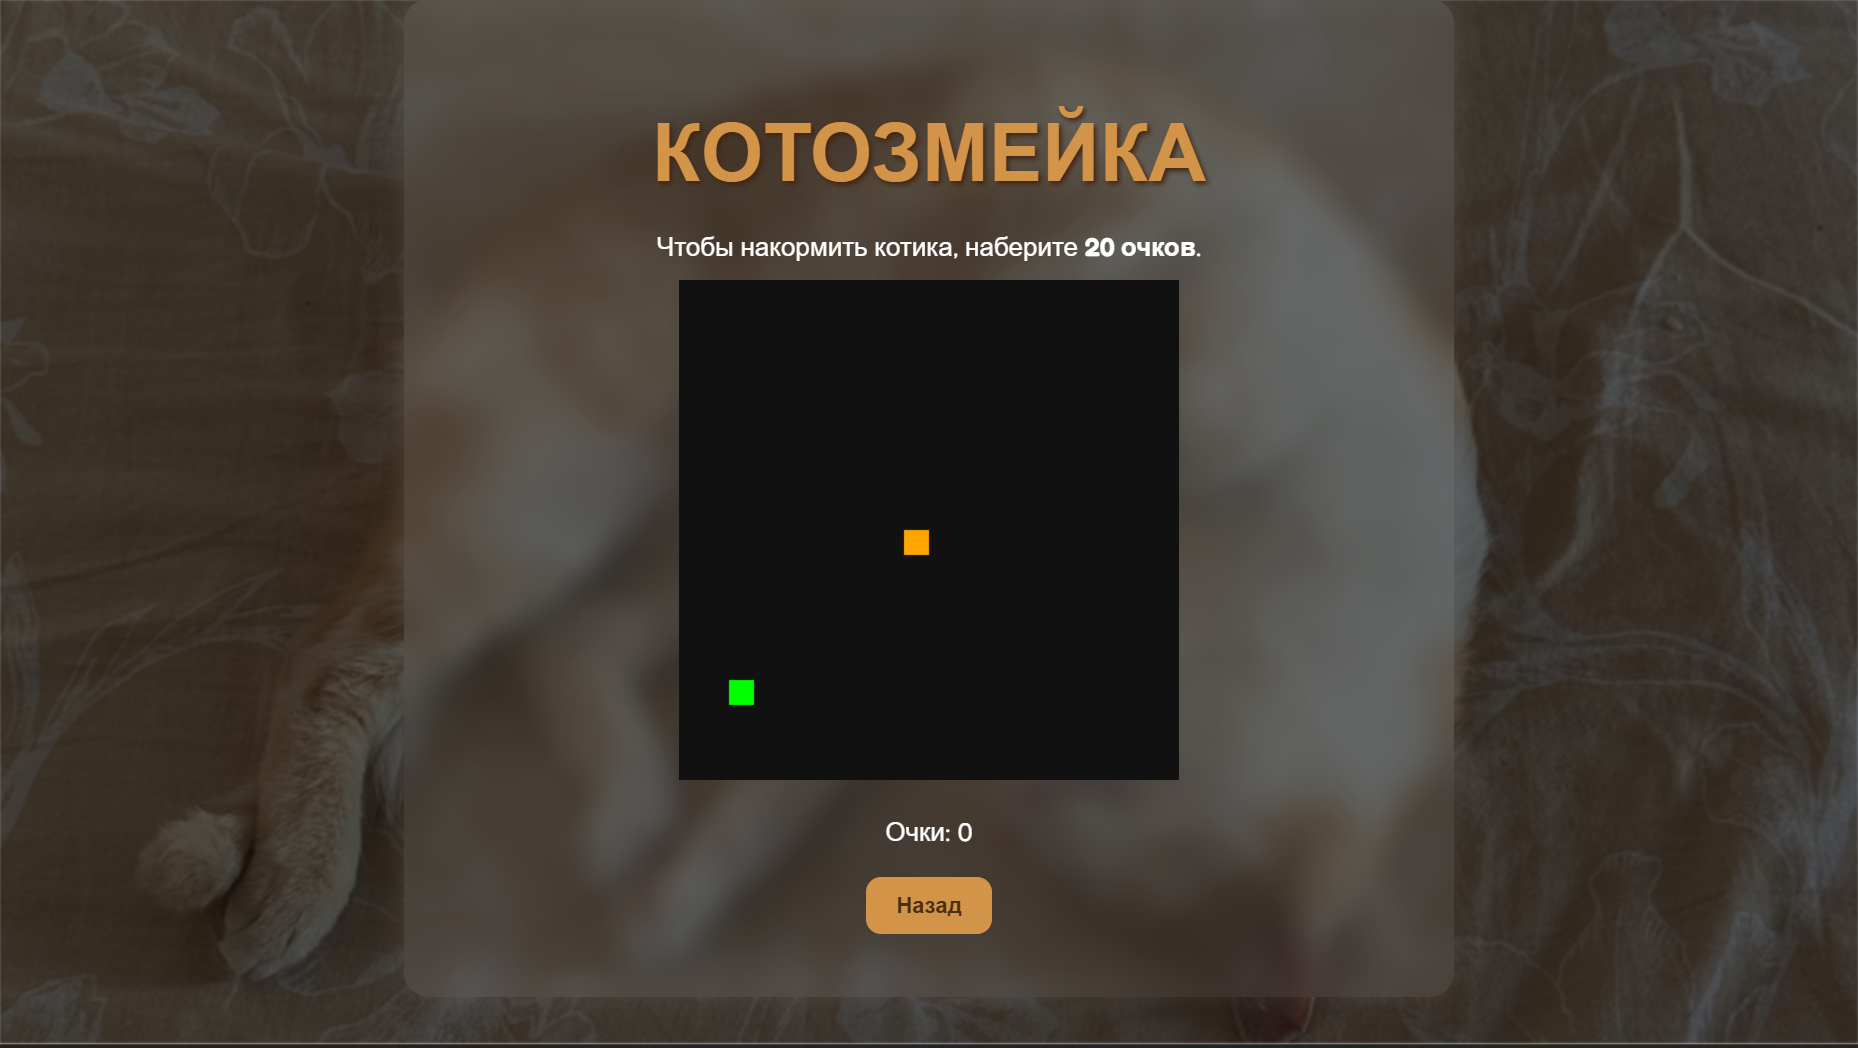 КОТОЗМЕЙКА
Чтобы накормить котика, наберите 20 очков.
Очки: 0
Назад